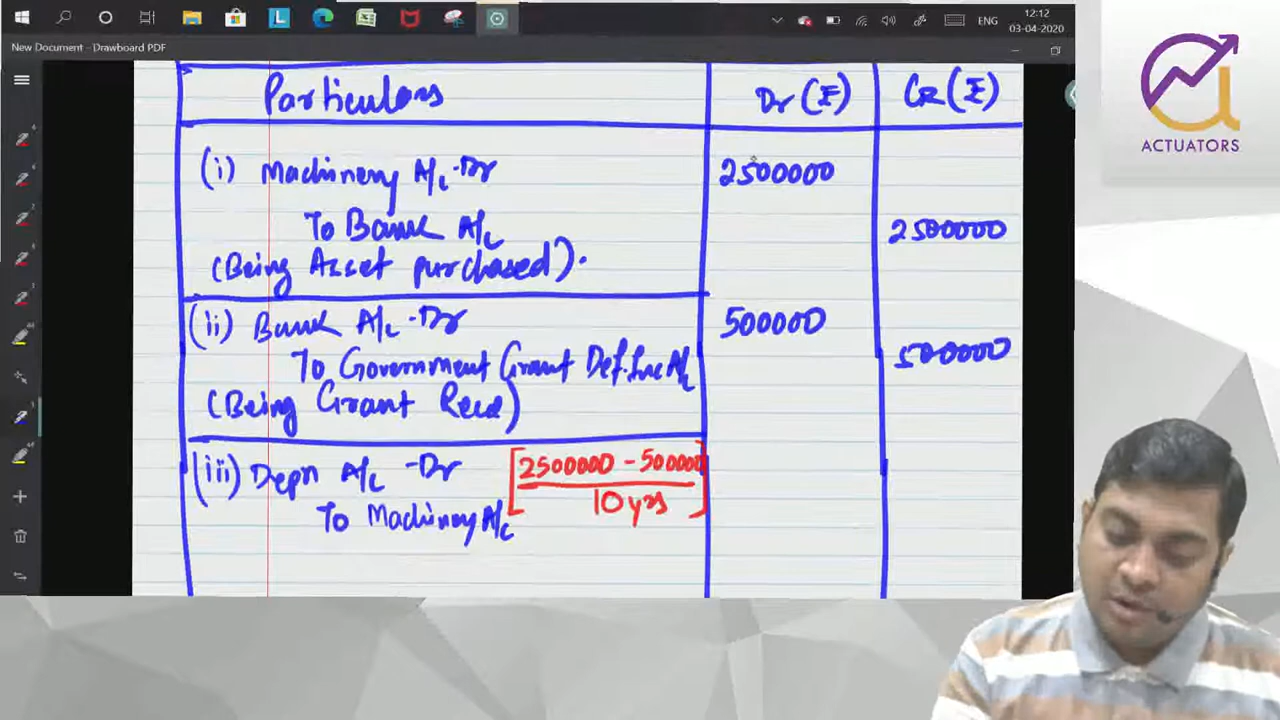 12:12
ENG
03-04-2020
New Document - Drawboard PDF
ACTUATORS
Particulars Dr (₹) CR (₹)
(i) Machinery A/c - Dr 2500000
To Bank A/c 2500000
(Being Asset purchased).
(ii) Bank A/c - Dr 500000
To Government Grant Def. Inc A/c 500000
(Being Grant Recd)
(iii) Depn A/c - Dr [2500000 - 500000
10 yrs]
To Machinery A/c